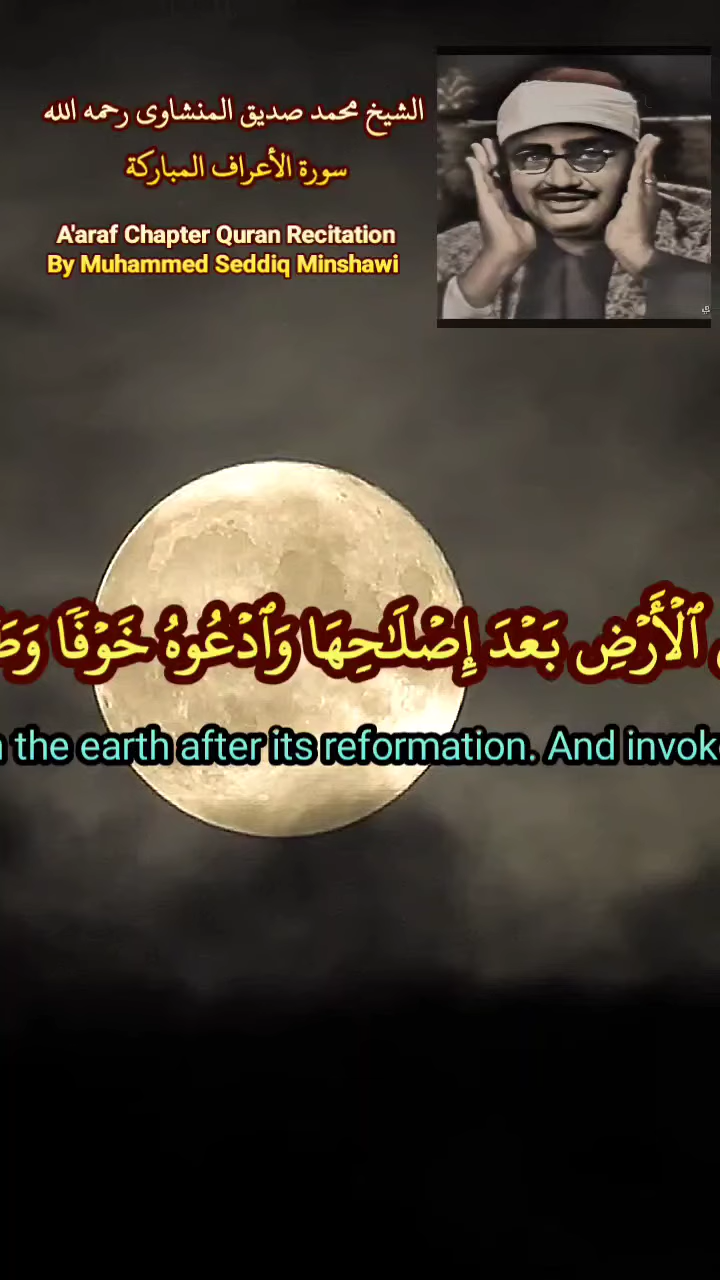 الشيخ محمد صديق المنشاوى رحمه الله
سورة الأعراف المباركة
A'araf Chapter Quran Recitation
By Muhammed Seddiq Minshawi
ٱلْأَرْضِ بَعْدَ إِصْلَـٰحِهَا وَٱدْعُوهُ خَوْفًا
the earth after its reformation. And invok